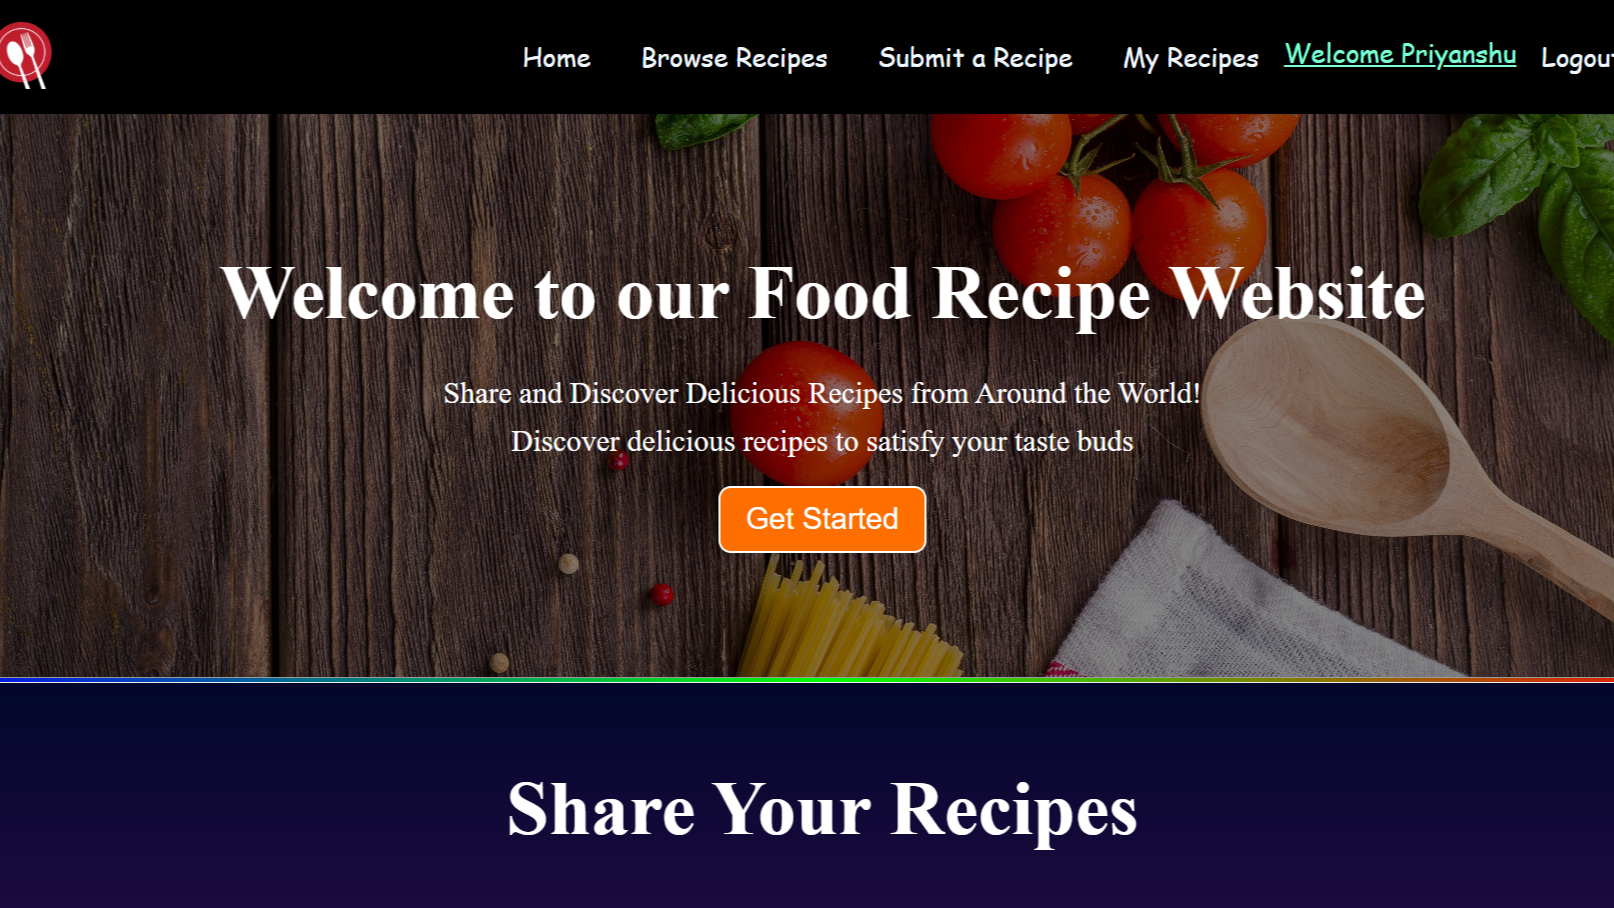 Home Browse Recipes Submit a Recipe My Recipes Welcome Priyanshu Logout
Welcome to our Food Recipe Website
Share and Discover Delicious Recipes from Around the World!
Discover delicious recipes to satisfy your taste buds
Get Started
Share Your Recipes